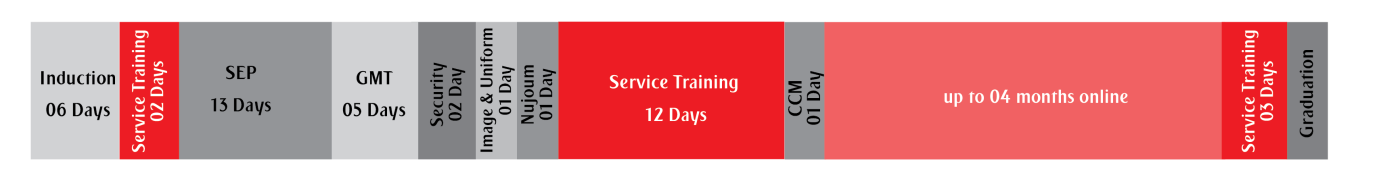 Induction
06 Days
Service Training
02 Days
SEP
13 Days
GMT
05 Days
Security
02 Day
Image & Uniform
01 Day
Nujoum
01 Day
Service Training
12 Days
CCM
01 Day
up to 04 months online
Service Training
03 Days
Graduation